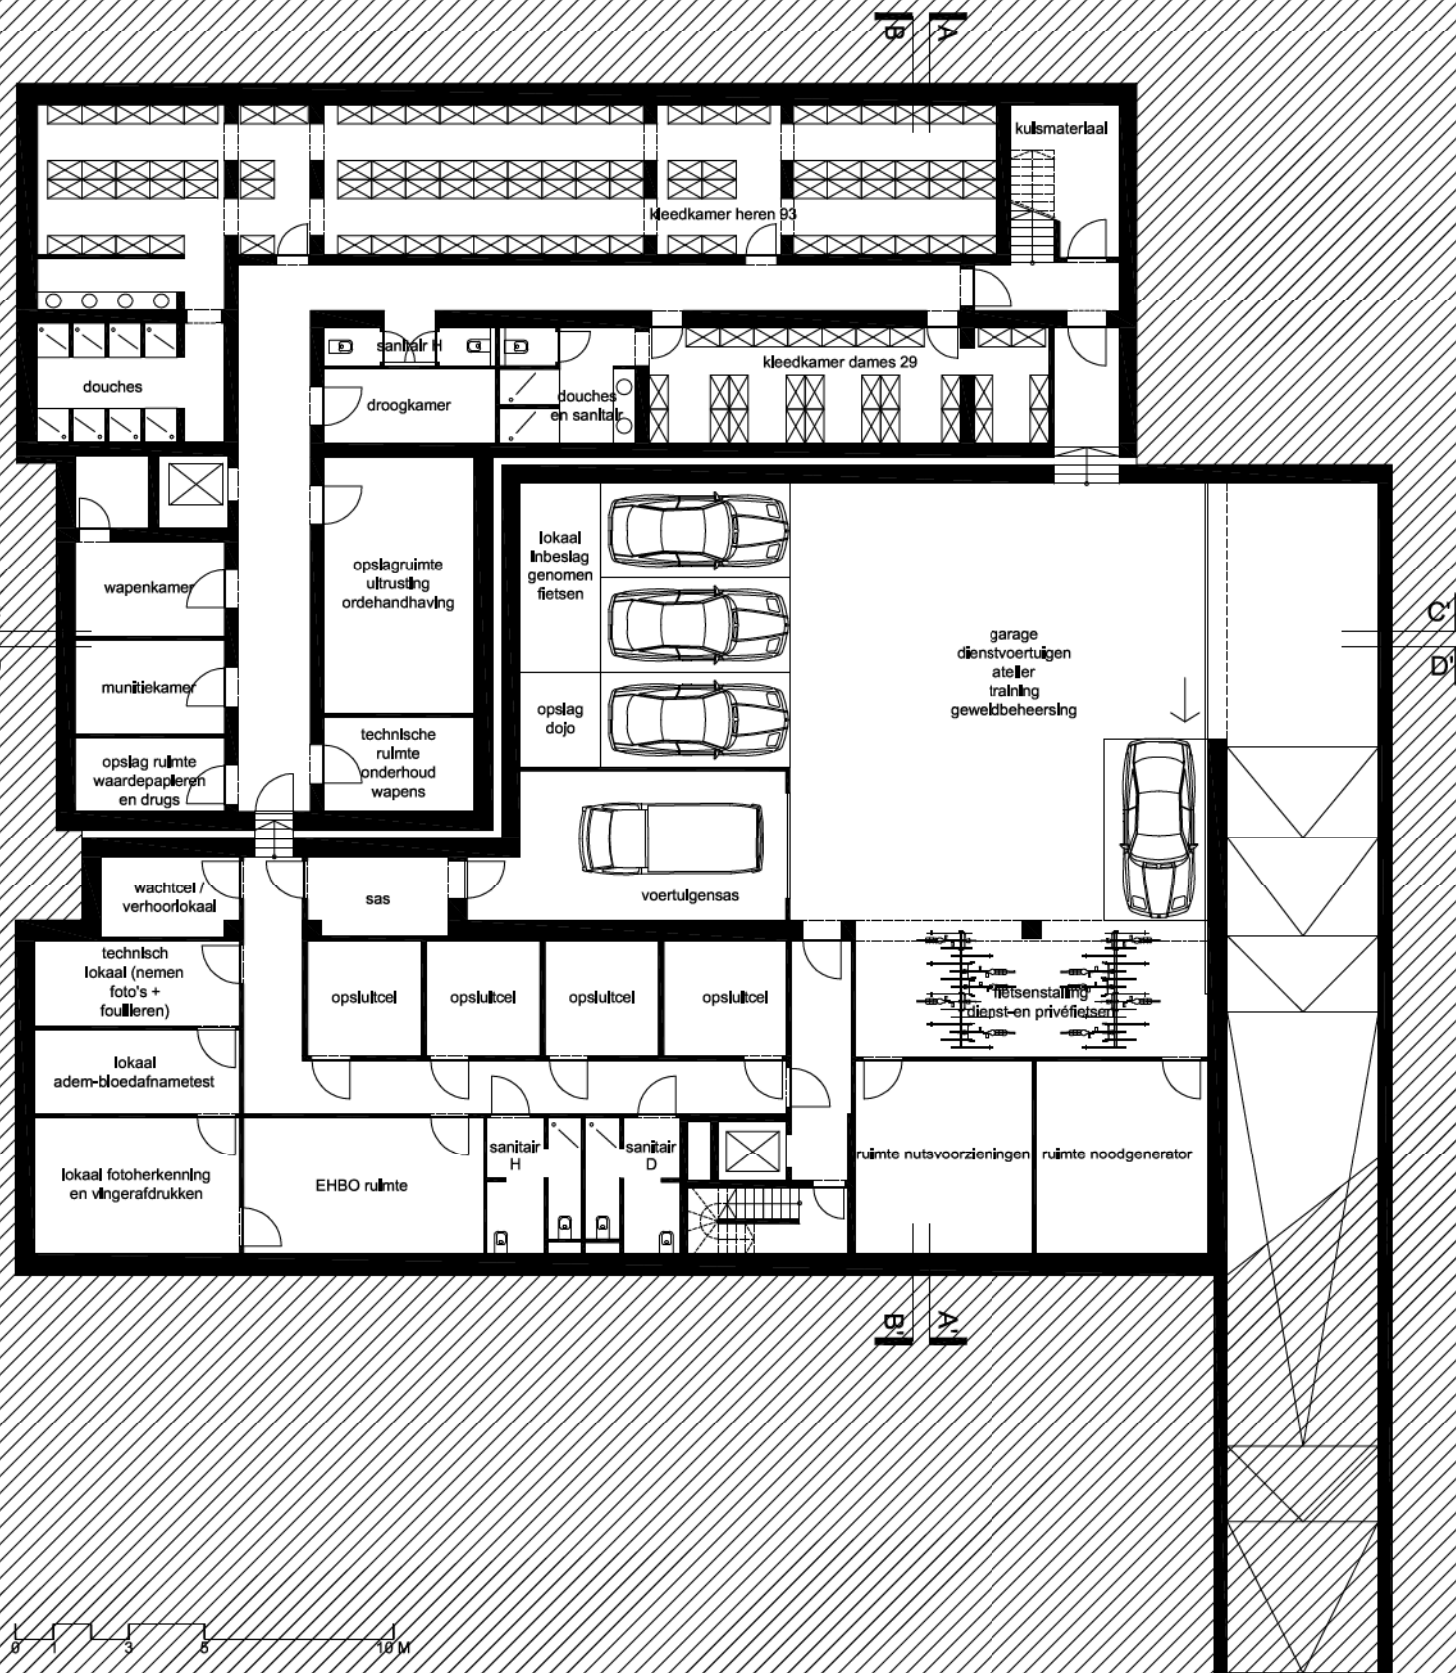 B A
kuismateriaal
kleedkamer heren 93
sanitair H
kleedkamer dames 29
douches
droogkamer
douches
en sanitair
lokaal
inbeslag
genomen
fietsen
opslagruimte
uitrusting
ordehandhaving
wapenkamer
C'
D'
garage
dienstvoertuigen
atelier
training
geweldbeheersing
munitiekamer
opslag
dojo
technische
ruimte
onderhoud
wapens
opslag ruimte
waardepapieren
en drugs
wachtcel /
verhoorlokaal
sas
voertuigensas
technisch
lokaal (nemen
foto's +
fouilleren)
opsluitcel
opsluitcel
opsluitcel
opsluitcel
fietsenstalling
dienst-en privéfietsen
lokaal
adem-bloedafnametest
sanitair
H
sanitair
D
ruimte nutsvoorzieningen
ruimte noodgenerator
lokaal fotoherkenning
en vingerafdrukken
EHBO ruimte
B' A'
0 1 3 5 10 M